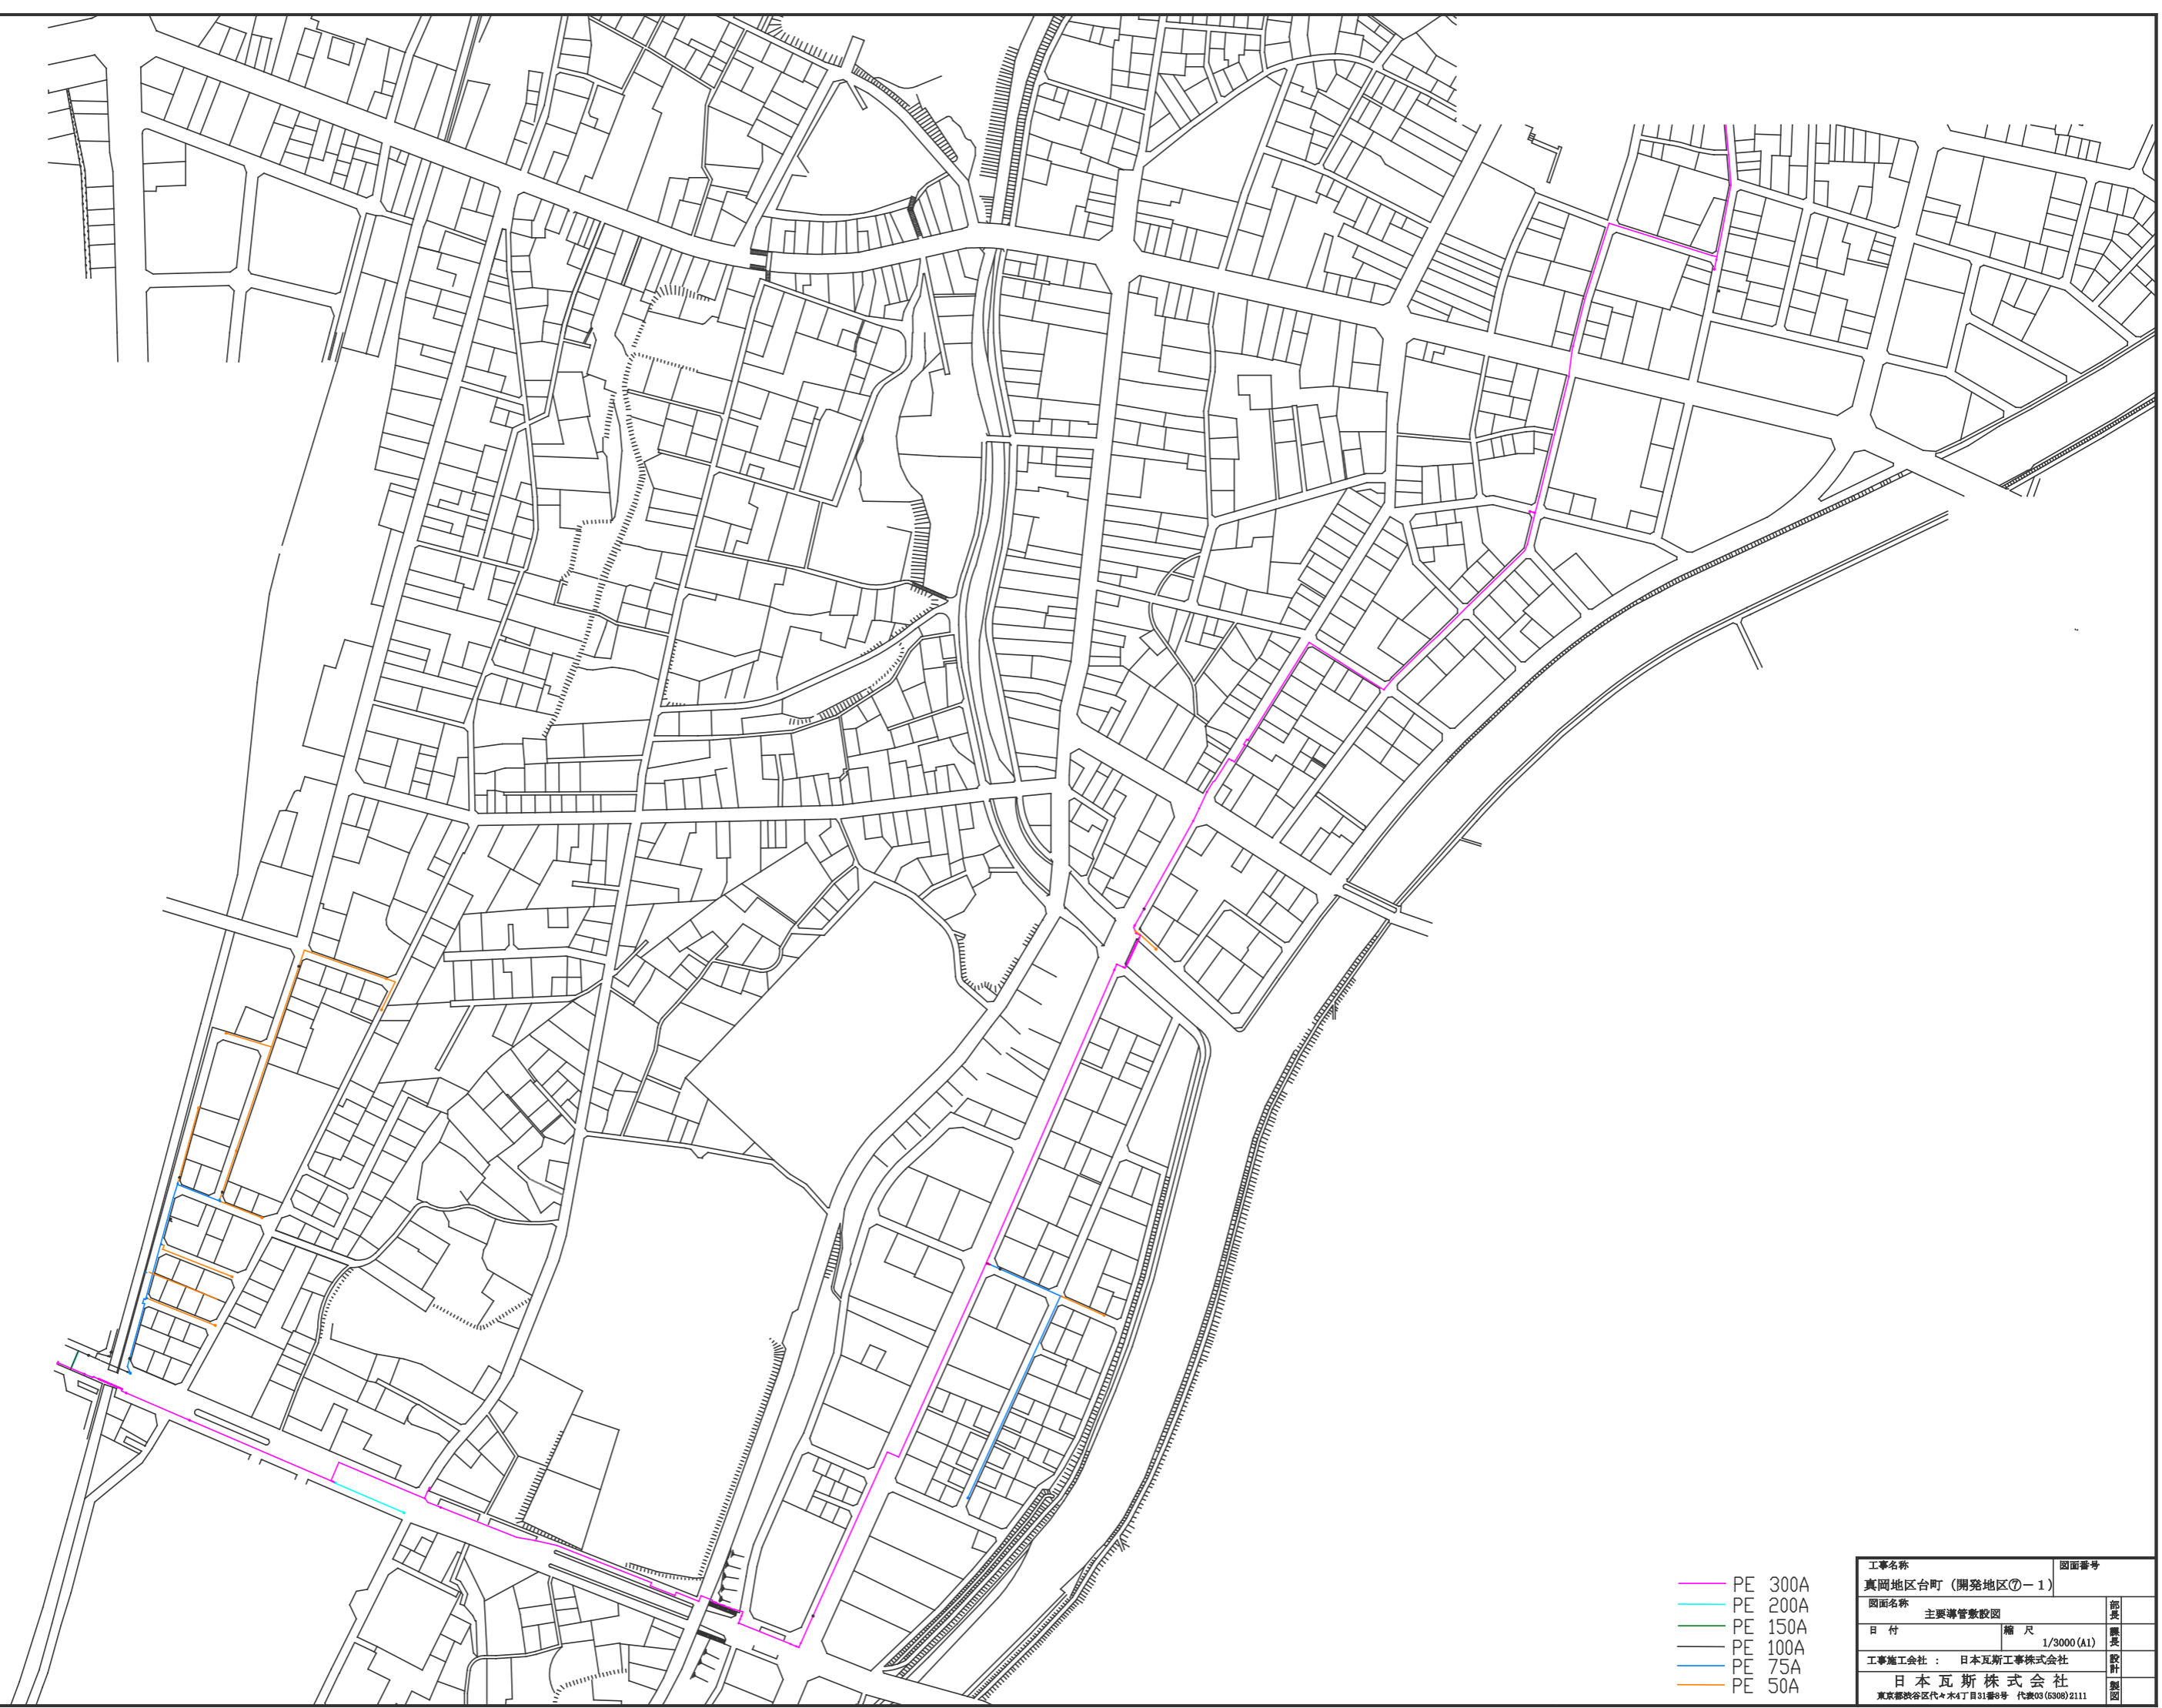 PE 300A
PE 200A
PE 150A
PE 100A
PE 75A
PE 50A
工事名称
図面番号
真岡地区台町（開発地区⑦－１）
図面名称
主要導管敷設図
部長
日 付
縮 尺
1/3000(A1)
課長
工事施工会社 : 日本瓦斯工事株式会社
設計
日 本 瓦 斯 株 式 会 社
東京都渋谷区代々木4丁目31番8号 代表03(5308)2111
製図